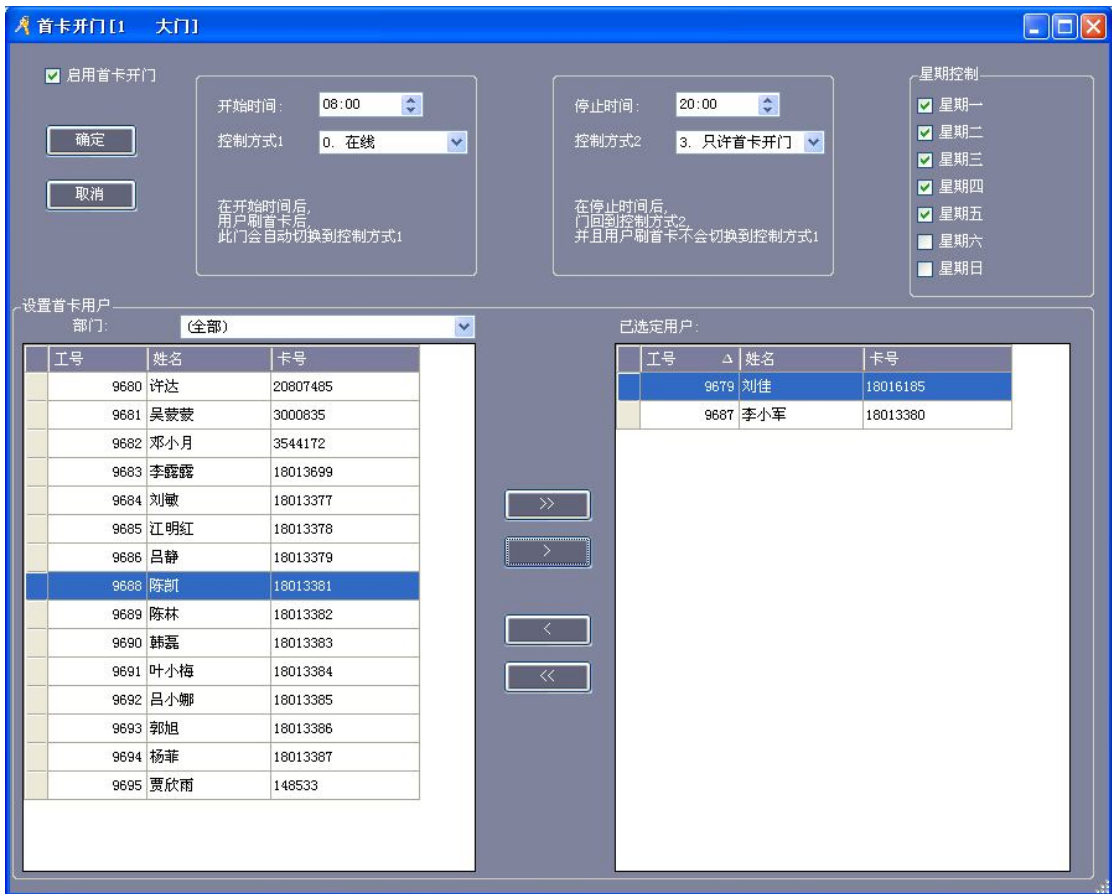 首卡开门[1 大门]
启用首卡开门
确定
取消
开始时间: 08:00
控制方式1 0. 在线
在开始时间后,
用户刷首卡后,
此门会自动切换到控制方式1
停止时间: 20:00
控制方式2 3. 只许首卡开门
在停止时间后,
门回到控制方式2,
并且用户刷首卡不会切换到控制方式1
星期控制
星期一
星期二
星期三
星期四
星期五
星期六
星期日
设置首卡用户
部门: (全部)
工号 姓名 卡号
9680 许达 20807485
9681 吴蒙蒙 3000835
9682 邓小月 3544172
9683 李露露 18013699
9684 刘敏 18013377
9685 江明红 18013378
9686 吕静 18013379
9688 陈凯 18013381
9689 陈林 18013382
9690 韩磊 18013383
9691 叶小梅 18013384
9692 吕小娜 18013385
9693 郭旭 18013386
9694 杨菲 18013387
9695 贾欣雨 148533
>>
>
<
<<
已选定用户:
工号 △ 姓名 卡号
9679 刘佳 18016185
9687 李小军 18013380